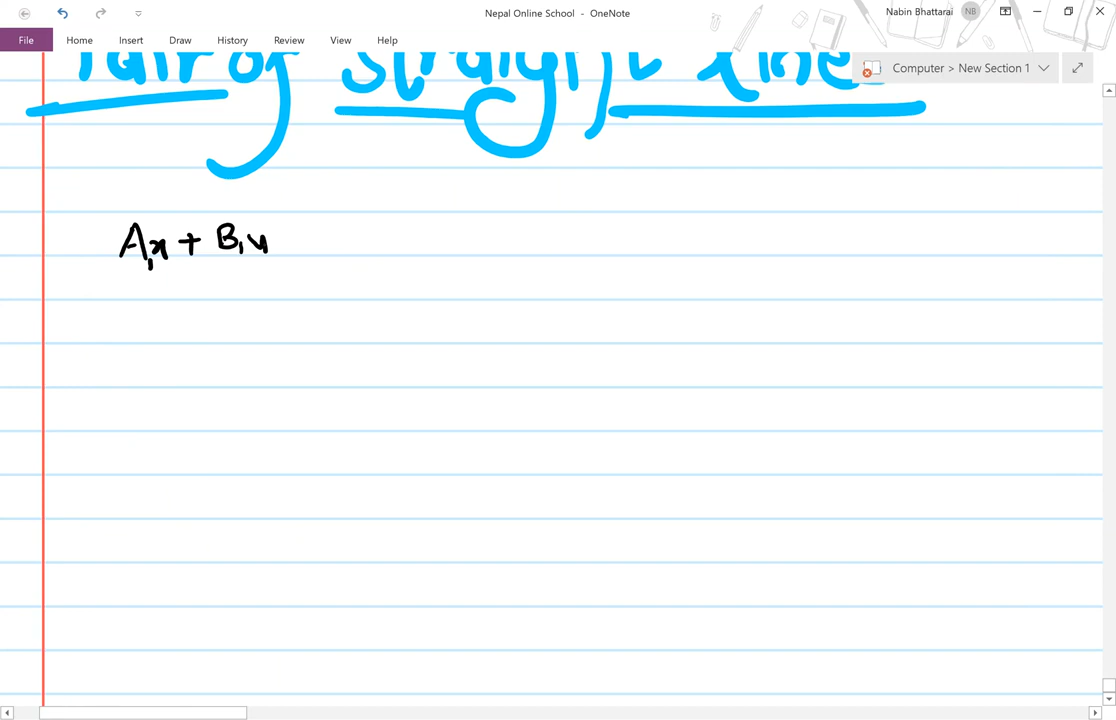 Nepal Online School - OneNote
Nabin Bhattarai NB
File Home Insert Draw History Review View Help
Pair of straight line
Computer > New Section 1
A₁x + B₁y